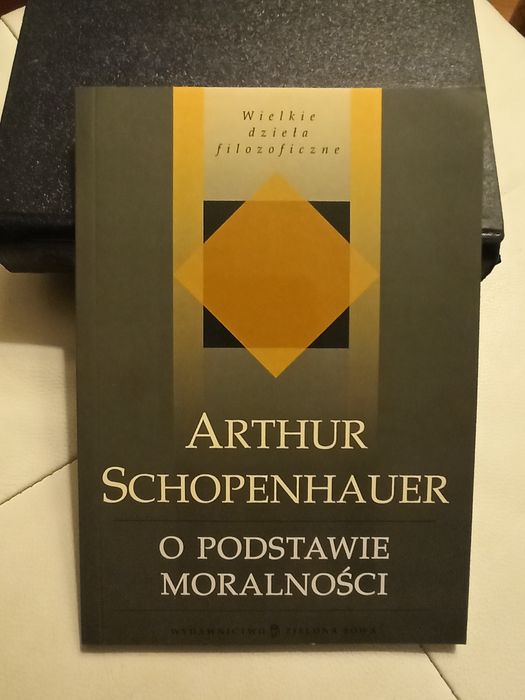 Wielkie
dzieła
filozoficzne
ARTHUR
SCHOPENHAUER
O PODSTAWIE
MORALNOŚCI
WYDAWNICTWO ZIELONA SOWA